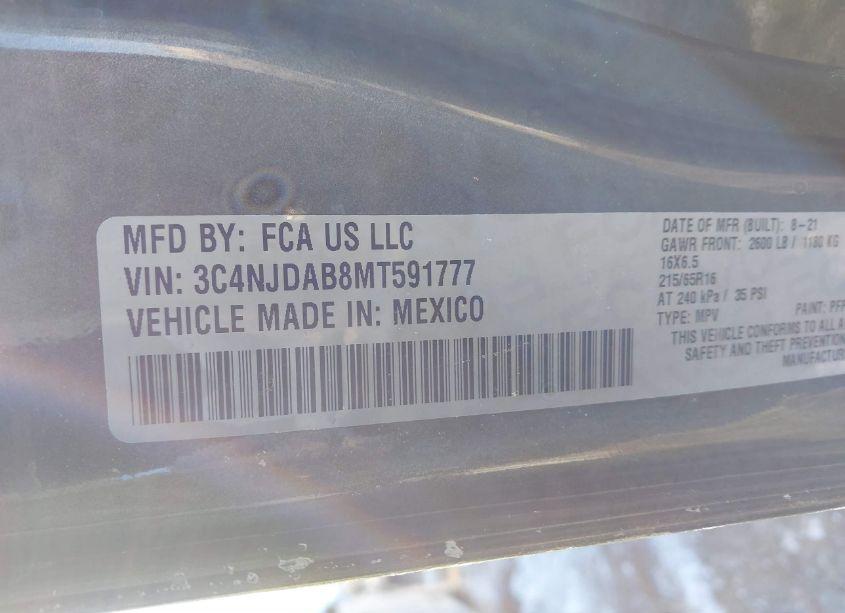 MFD BY: FCA US LLC
VIN: 3C4NJDAB8MT591777
VEHICLE MADE IN: MEXICO
DATE OF MFR (BUILT): 8-21
GAWR FRONT: 2600 LB / 1180 KG
16X6.5
215/65R16
AT 240 kPa / 35 PSI
TYPE: MPV
PAINT:
THIS VEHICLE CONFORMS TO ALL A
SAFETY AND THEFT PREVENTION
MANUFACTUR